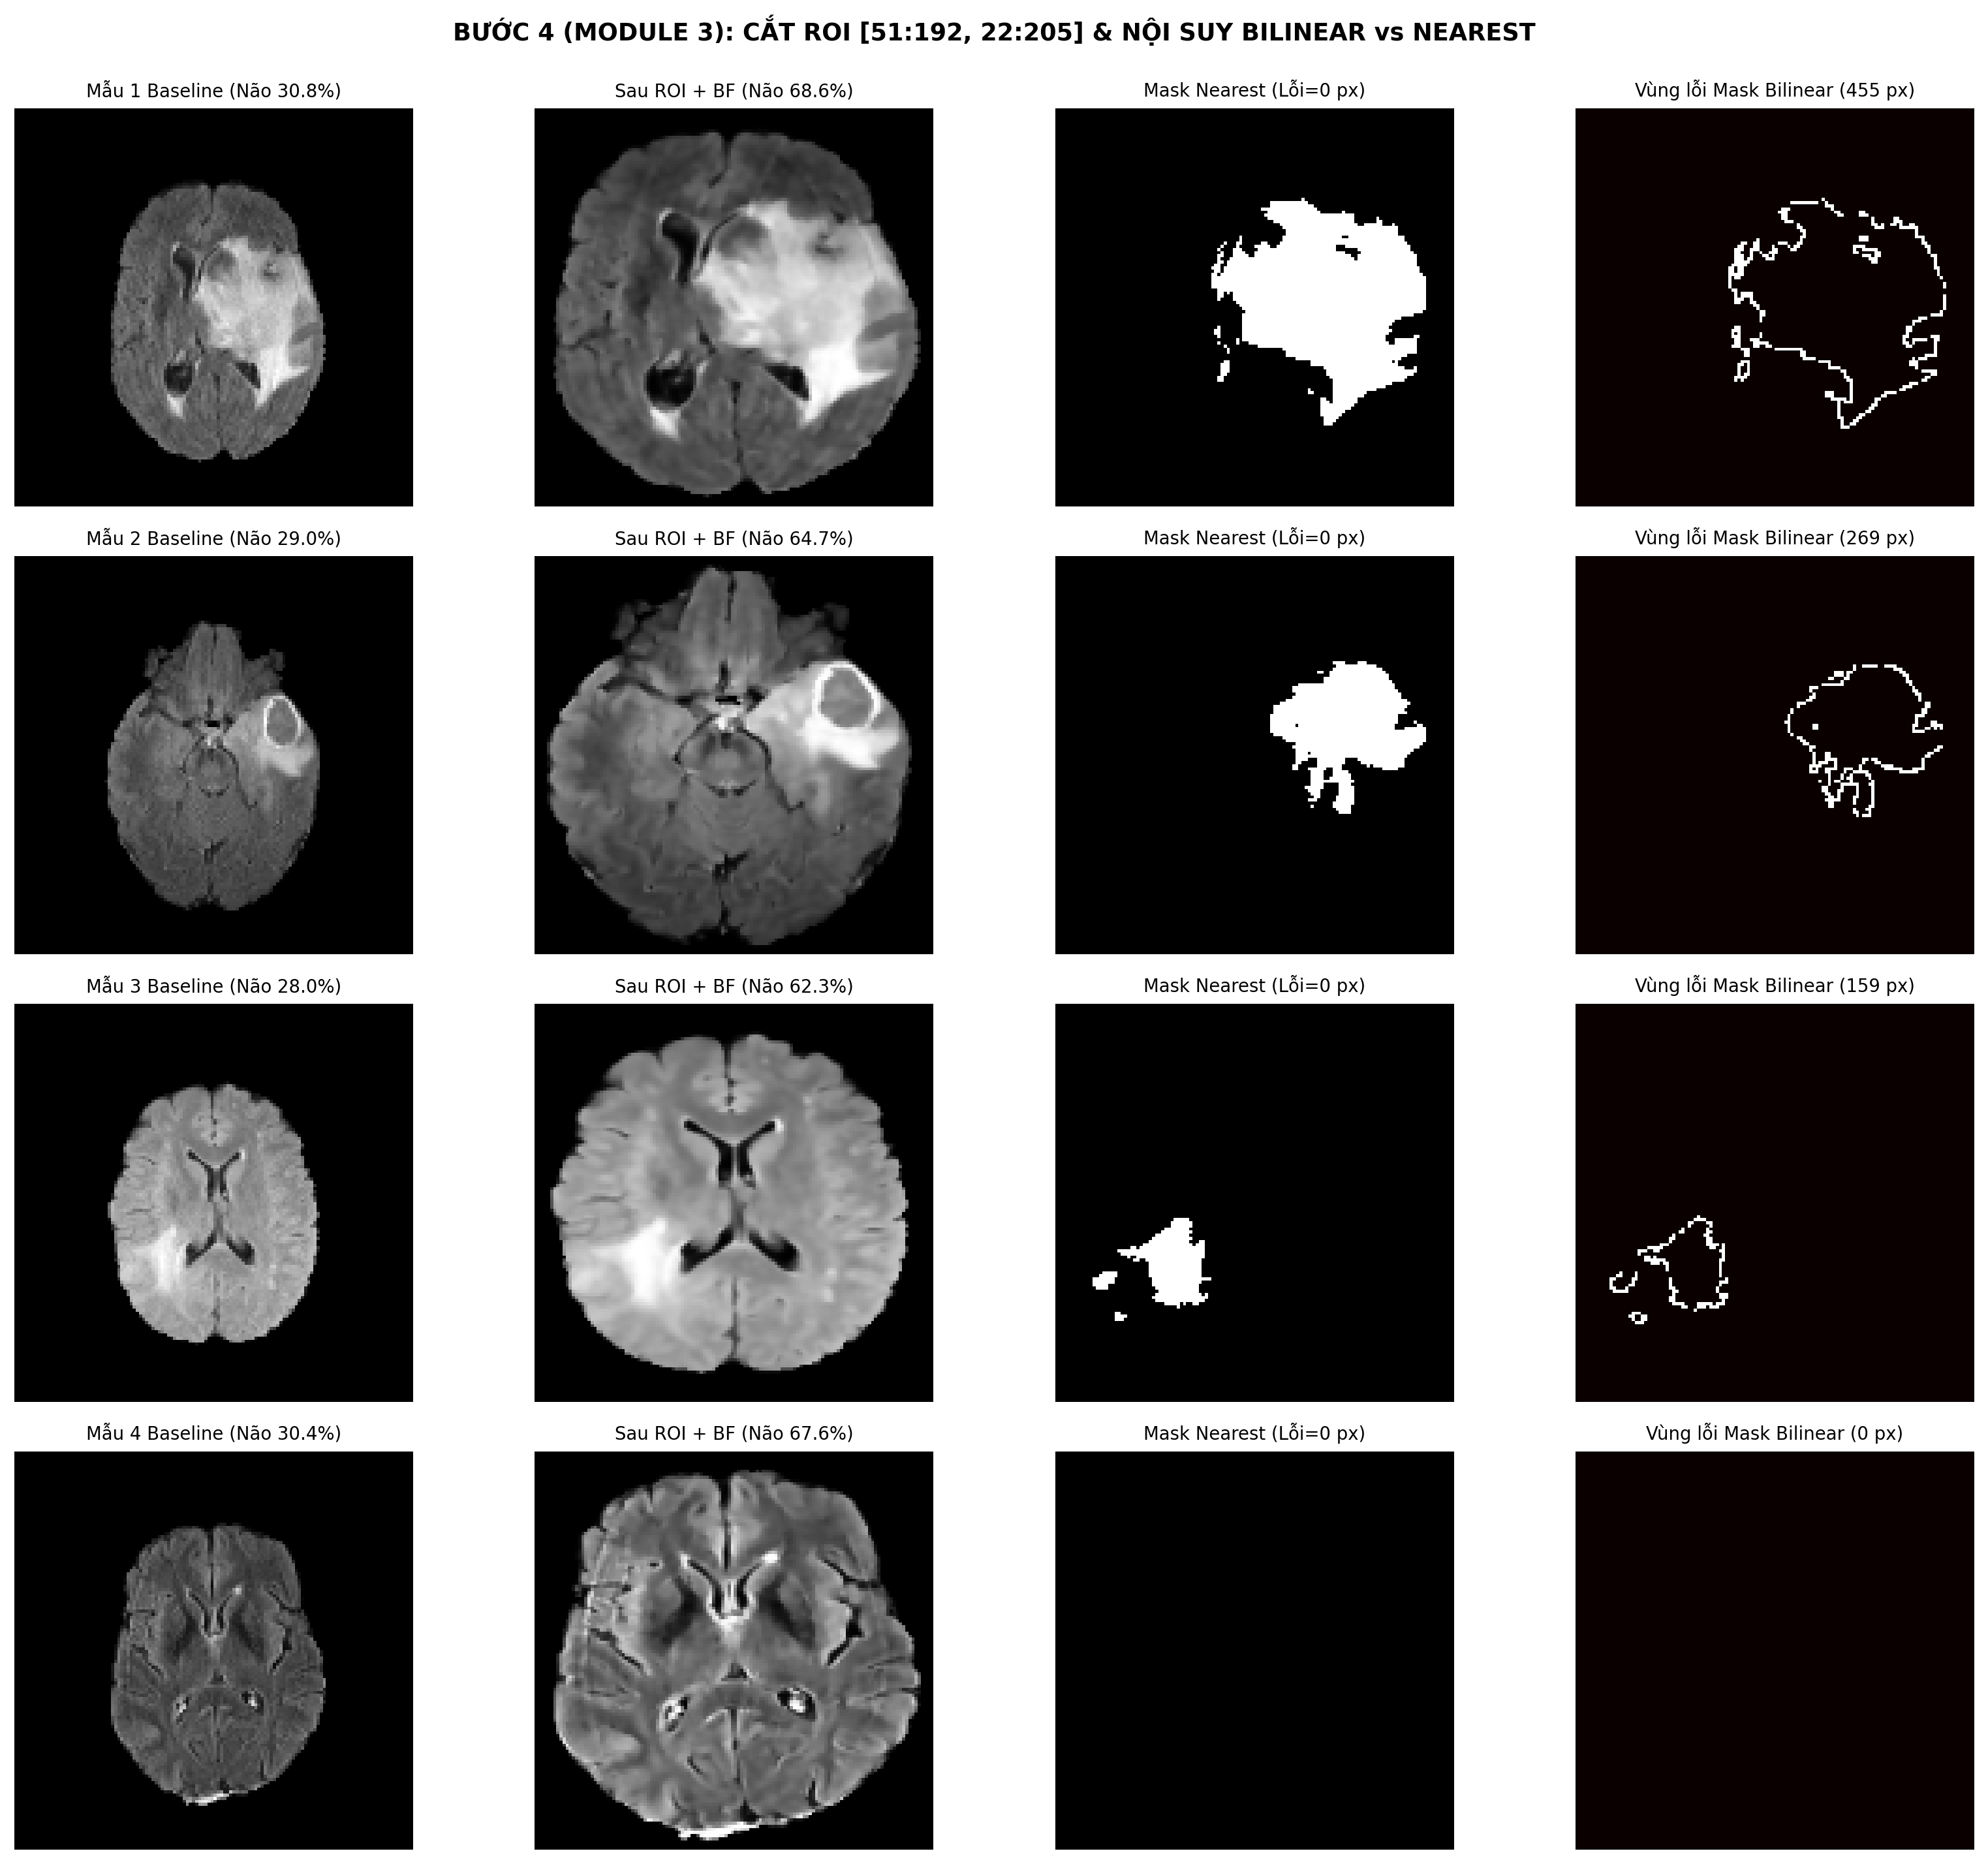 BƯỚC 4 (MODULE 3): CẮT ROI [51:192, 22:205] & NỘI SUY BILINEAR vs NEAREST
Mẫu 1 Baseline (Não 30.8%)
Sau ROI + BF (Não 68.6%)
Mask Nearest (Lỗi=0 px)
Vùng lỗi Mask Bilinear (455 px)
Mẫu 2 Baseline (Não 29.0%)
Sau ROI + BF (Não 64.7%)
Mask Nearest (Lỗi=0 px)
Vùng lỗi Mask Bilinear (269 px)
Mẫu 3 Baseline (Não 28.0%)
Sau ROI + BF (Não 62.3%)
Mask Nearest (Lỗi=0 px)
Vùng lỗi Mask Bilinear (159 px)
Mẫu 4 Baseline (Não 30.4%)
Sau ROI + BF (Não 67.6%)
Mask Nearest (Lỗi=0 px)
Vùng lỗi Mask Bilinear (0 px)